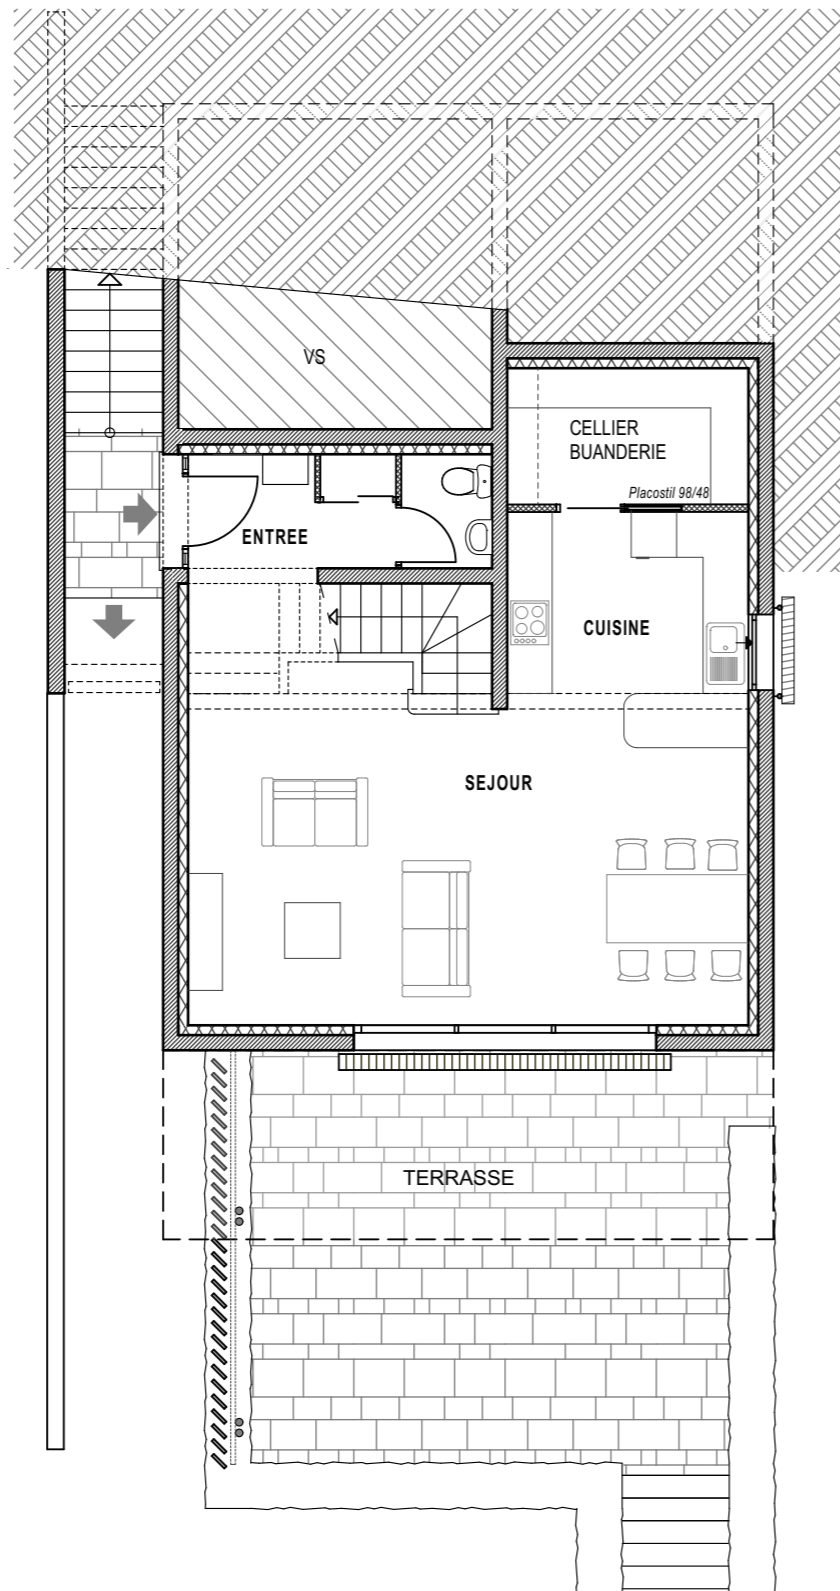 VS
CELLIER
BUANDERIE
Placostil 98/48
ENTREE
CUISINE
SEJOUR
TERRASSE